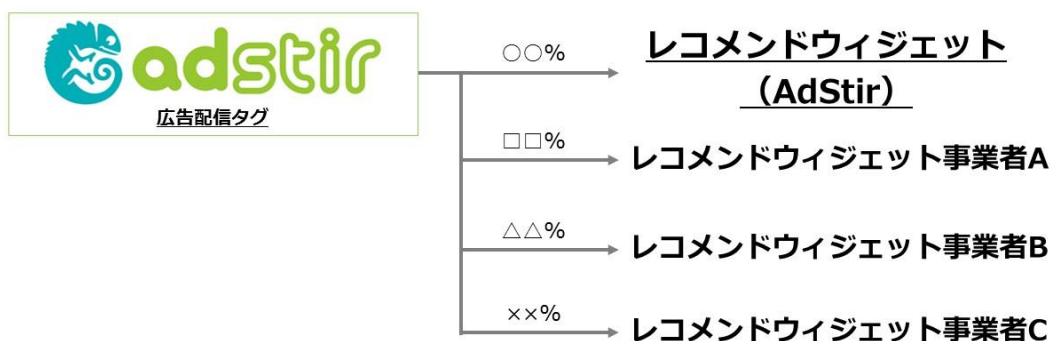 adstir
広告配信タグ
○○%
レコメンドウィジェット
（AdStir）
□□%
レコメンドウィジェット事業者A
△△%
レコメンドウィジェット事業者B
××%
レコメンドウィジェット事業者C